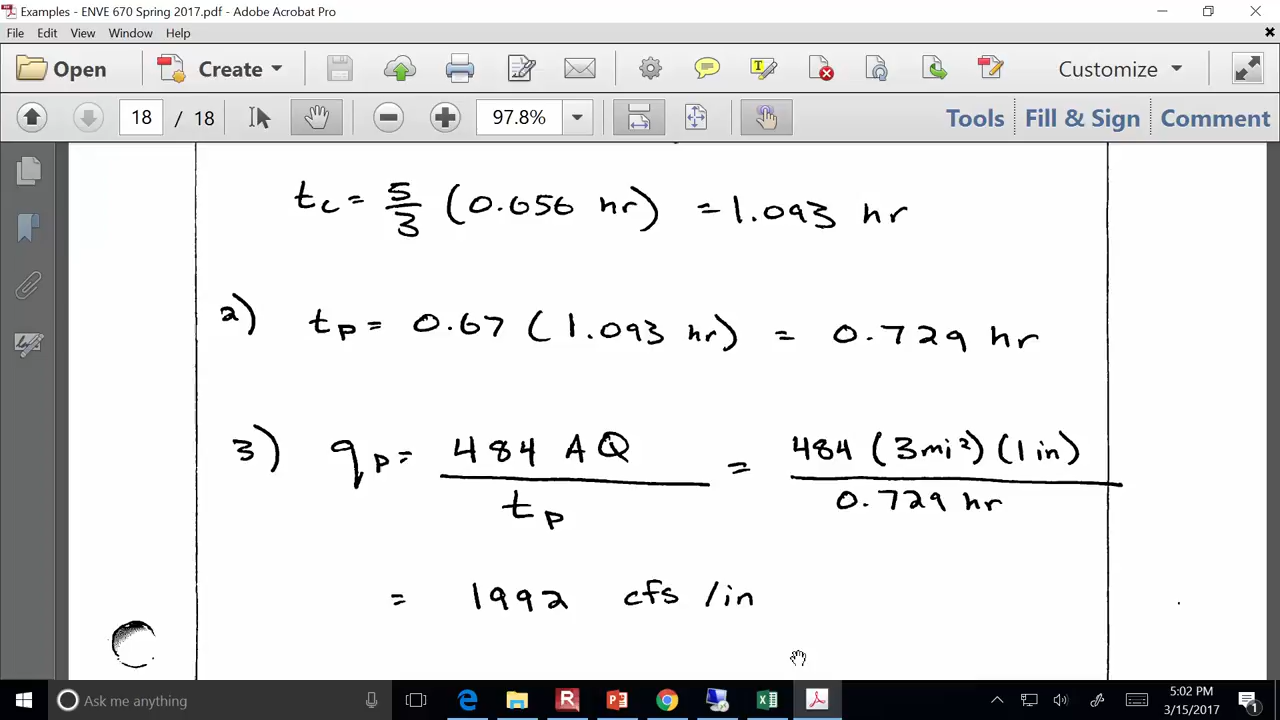 Examples - ENVE 670 Spring 2017.pdf - Adobe Acrobat Pro
File Edit View Window Help
Open Create Customize
18 / 18 97.8% Tools Fill & Sign Comment
tc = 5/3 (0.656 hr) = 1.093 hr
2) tp = 0.67 (1.093 hr) = 0.729 hr
3) qp = 484 AQ / tp = 484 (3mi²)(1 in) / 0.729 hr
= 1992 cfs /in
Ask me anything
5:02 PM
3/15/2017